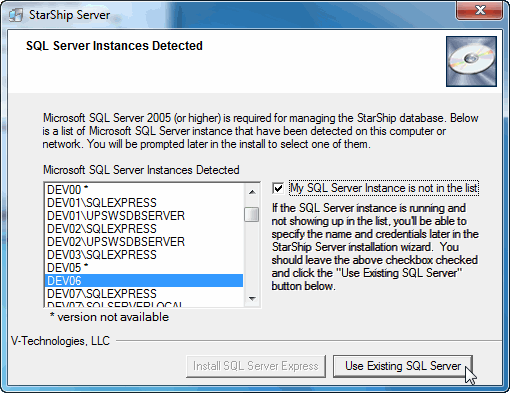 StarShip Server
SQL Server Instances Detected
Microsoft SQL Server 2005 (or higher) is required for managing the StarShip database. Below
is a list of Microsoft SQL Server instance that have been detected on this computer or
network. You will be prompted later in the install to select one of them.
Microsoft SQL Server Instances Detected
DEV00 *
DEV01\SQLEXPRESS
DEV01\UPSWSDBSERVER
DEV02\SQLEXPRESS
DEV02\UPSWSDBSERVER
DEV03\SQLEXPRESS
DEV05 *
DEV06
DEV07\SQLEXPRESS
DEV07\SQLSERVERLOCAL
* version not available
My SQL Server Instance is not in the list
If the SQL Server instance is running and
not showing up in the list, you'll be able to
specify the name and credentials later in the
StarShip Server installation wizard. You
should leave the above checkbox checked
and click the "Use Existing SQL Server"
button below.
V-Technologies, LLC
Install SQL Server Express
Use Existing SQL Server